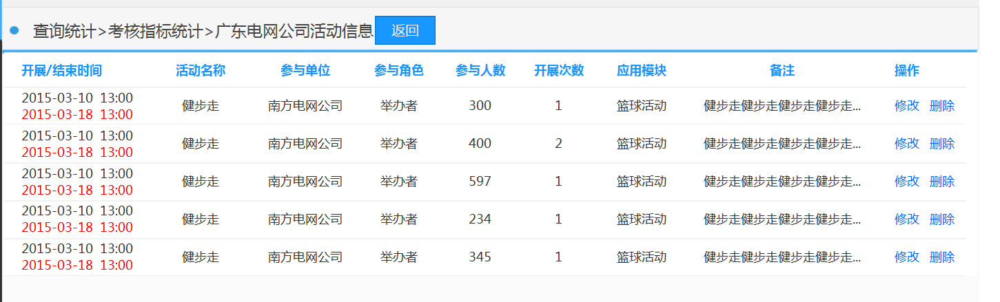 查询统计>考核指标统计>广东电网公司活动信息 返回
开展/结束时间 活动名称 参与单位 参与角色 参与人数 开展次数 应用模块 备注 操作
2015-03-10 13:00
2015-03-18 13:00
健步走 南方电网公司 举办者 300 1 篮球活动 健步走健步走健步走健步走... 修改 删除
2015-03-10 13:00
2015-03-18 13:00
健步走 南方电网公司 举办者 400 2 篮球活动 健步走健步走健步走健步走... 修改 删除
2015-03-10 13:00
2015-03-18 13:00
健步走 南方电网公司 举办者 597 1 篮球活动 健步走健步走健步走健步走... 修改 删除
2015-03-10 13:00
2015-03-18 13:00
健步走 南方电网公司 举办者 234 1 篮球活动 健步走健步走健步走健步走... 修改 删除
2015-03-10 13:00
2015-03-18 13:00
健步走 南方电网公司 举办者 345 1 篮球活动 健步走健步走健步走健步走... 修改 删除